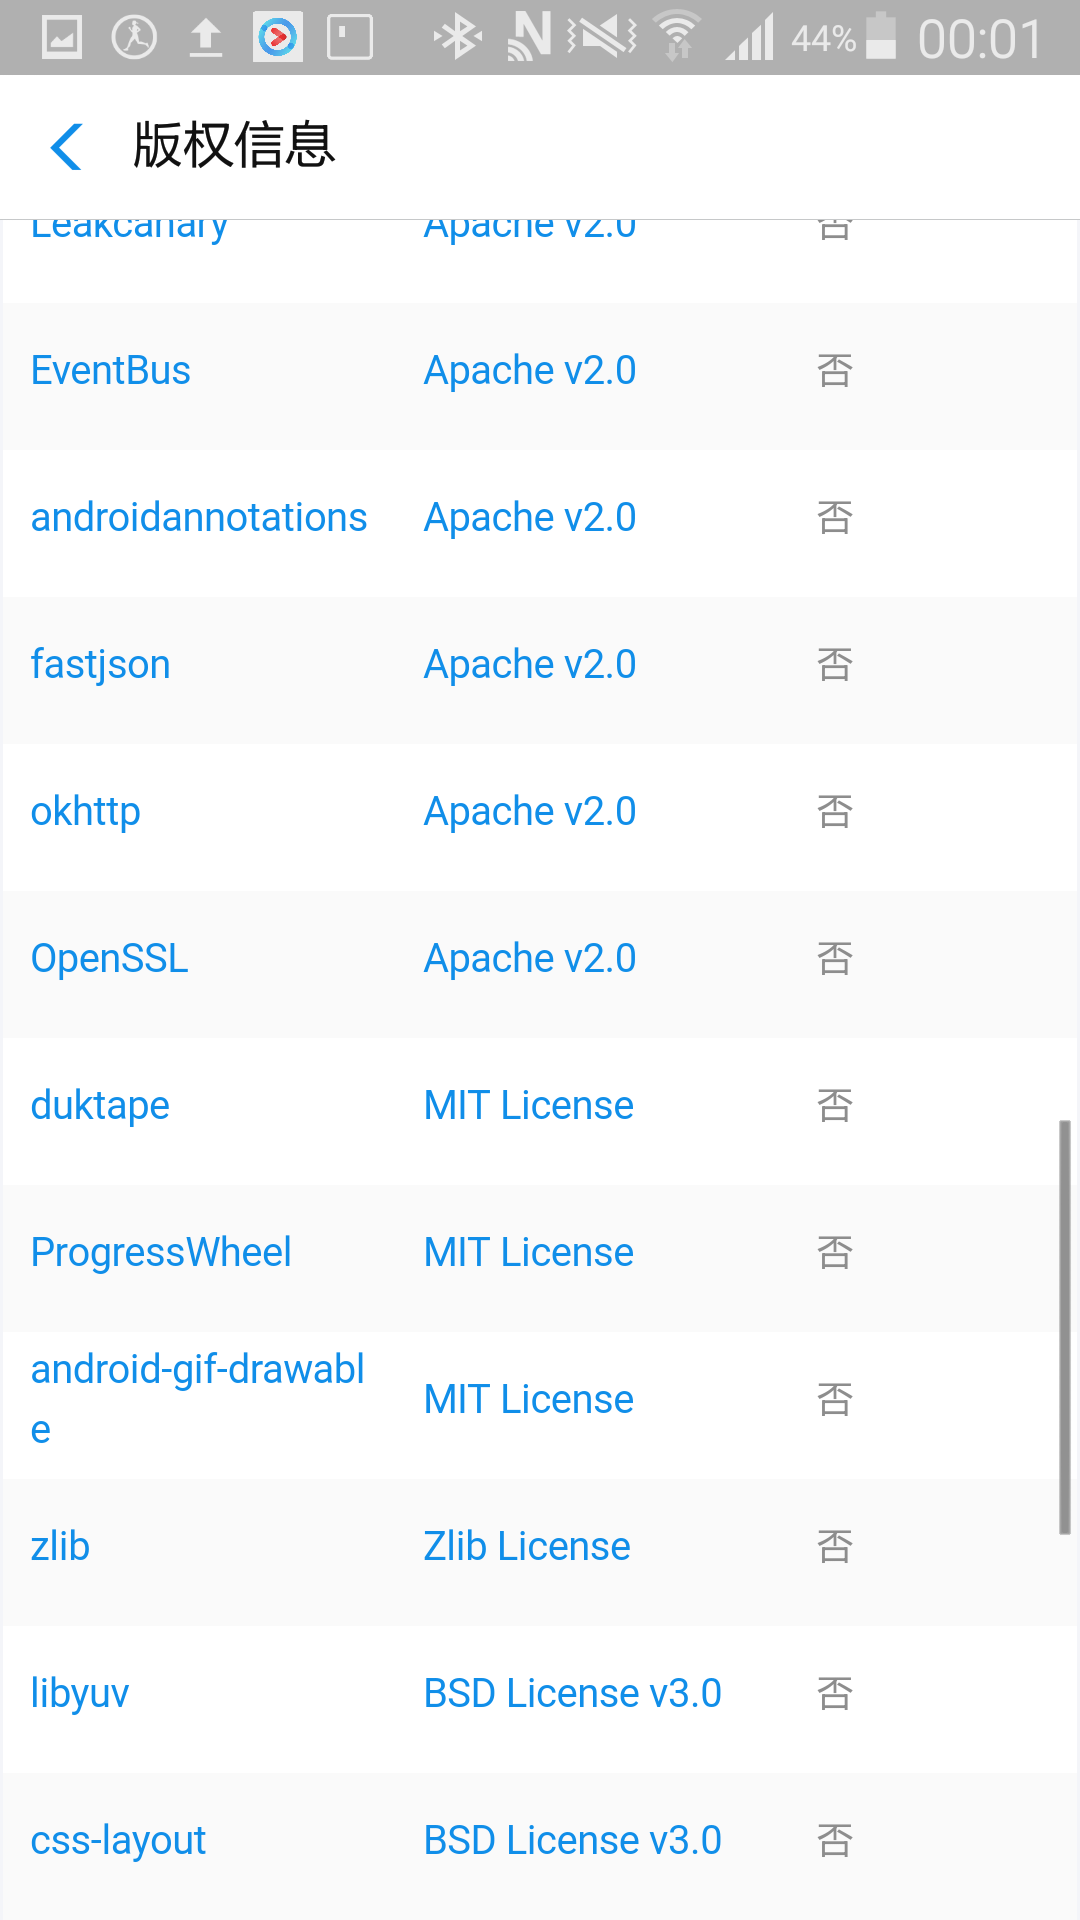 44% 00:01
版权信息
Leakcanary Apache v2.0 否
EventBus Apache v2.0 否
androidannotations Apache v2.0 否
fastjson Apache v2.0 否
okhttp Apache v2.0 否
OpenSSL Apache v2.0 否
duktape MIT License 否
ProgressWheel MIT License 否
android-gif-drawabl
e MIT License 否
zlib Zlib License 否
libyuv BSD License v3.0 否
css-layout BSD License v3.0 否